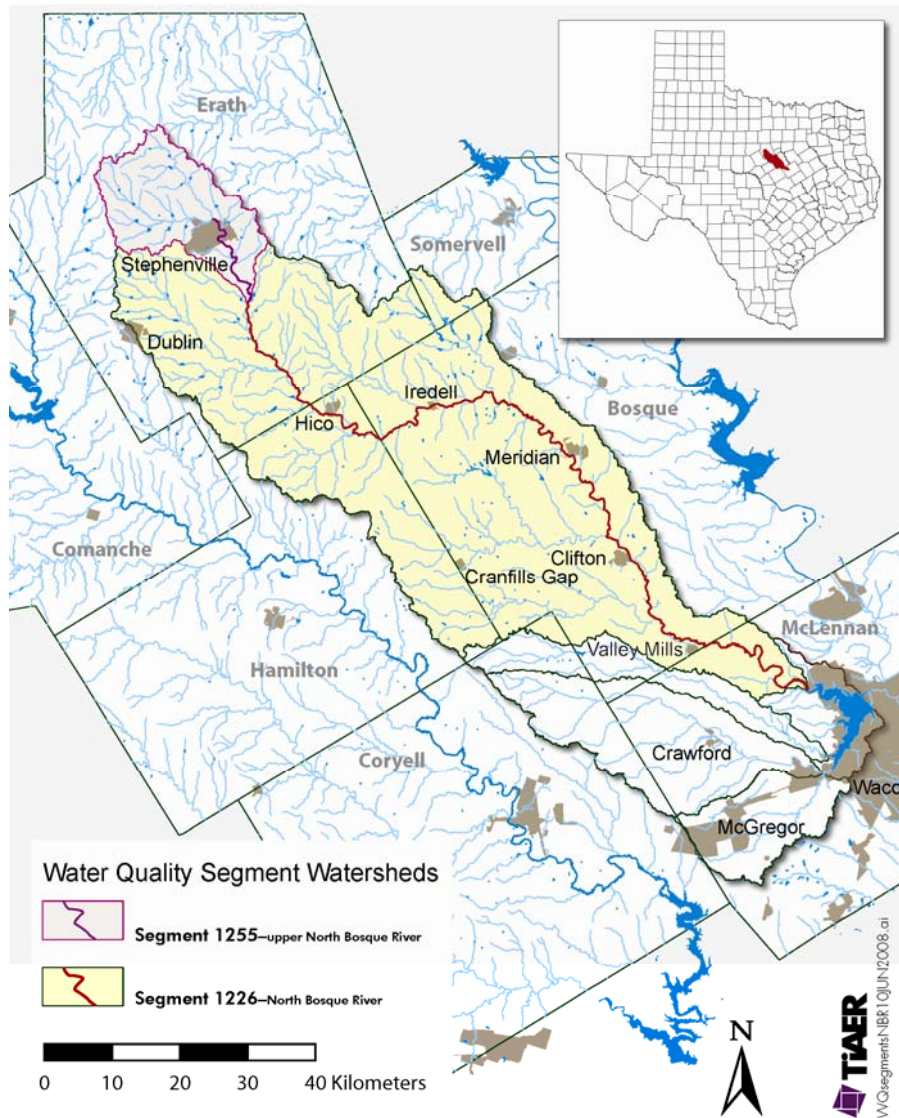 Erath
Somervell
Stephenville
Dublin
Iredell
Hico
Bosque
Meridian
Comanche
Clifton
Cranfills Gap
McLennan
Valley Mills
Hamilton
Coryell
Crawford
Waco
McGregor
Water Quality Segment Watersheds
Segment 1255–upper North Bosque River
Segment 1226–North Bosque River
0 10 20 30 40 Kilometers
N
TIAER
WQsegmentsNBR10JUN2008.ai